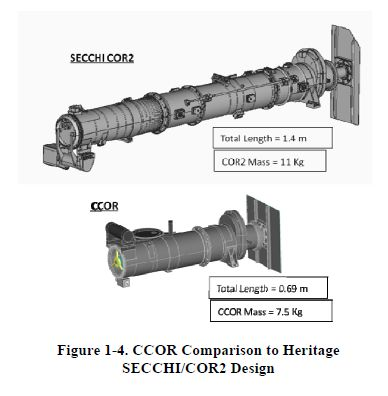 SECCHI COR2
Total Length = 1.4 m
COR2 Mass = 11 Kg
CCOR
Total Length = 0.69 m
CCOR Mass = 7.5 Kg
Figure 1-4. CCOR Comparison to Heritage
SECCHI/COR2 Design